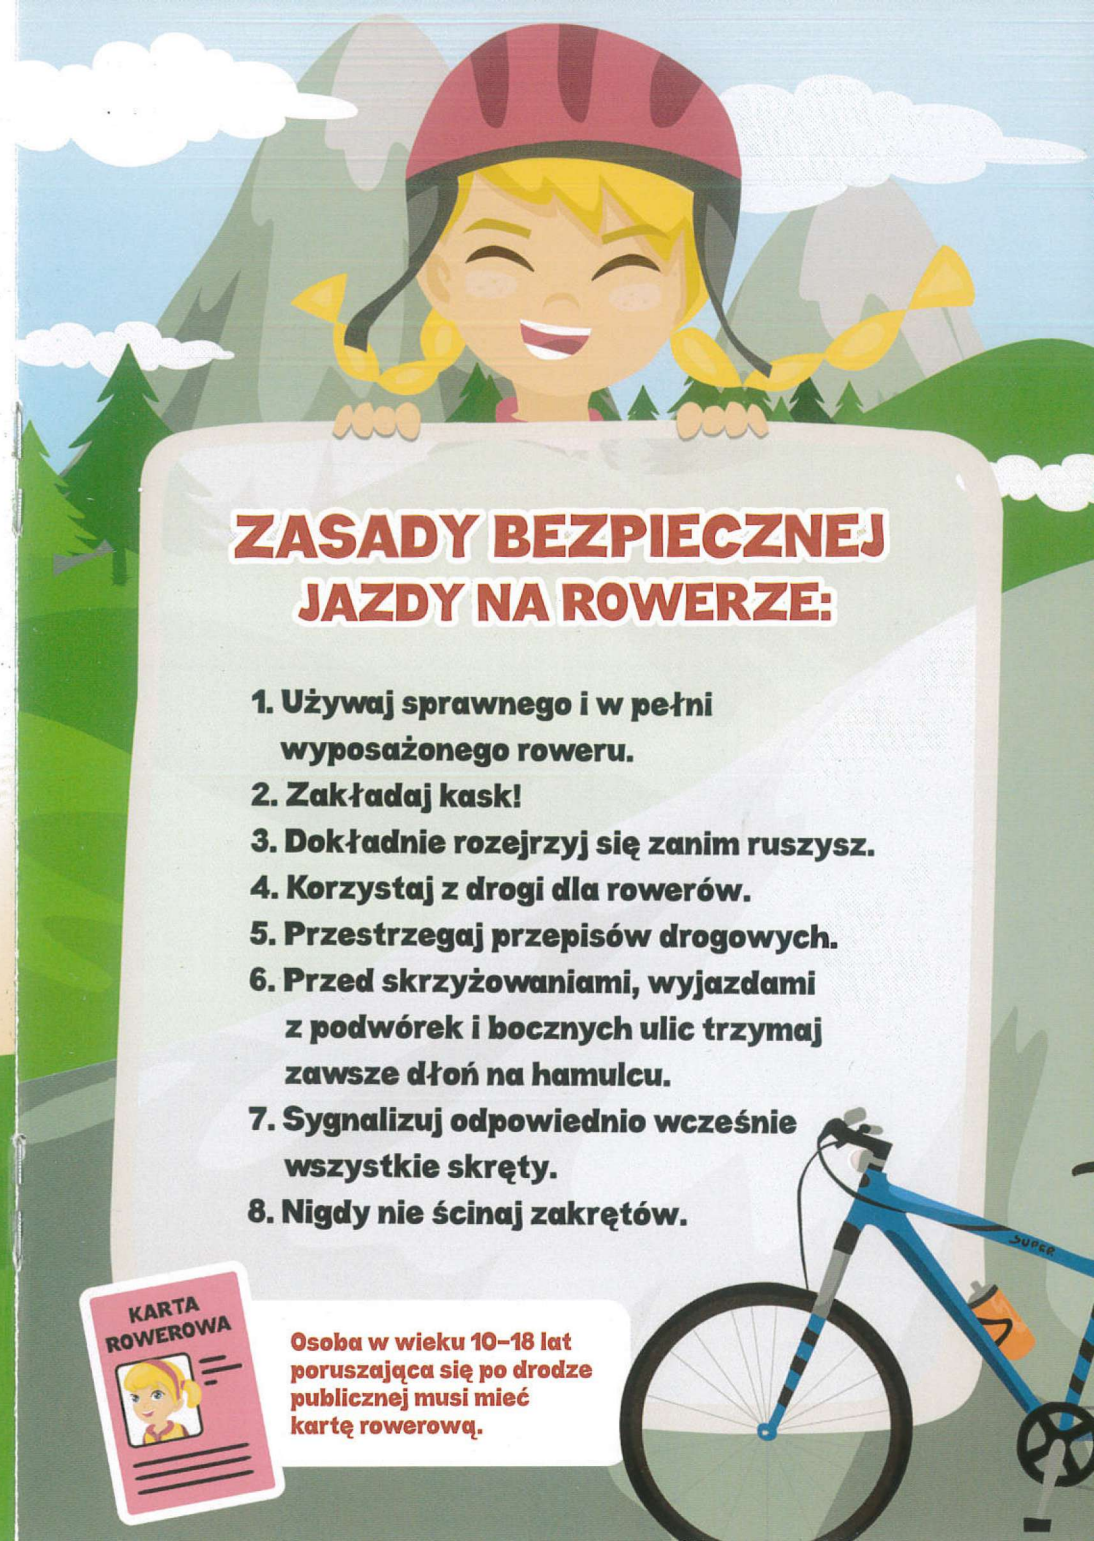 ZASADY BEZPIECZNEJ
JAZDY NA ROWERZE:
1. Używaj sprawnego i w pełni
wyposażonego roweru.
2. Zakładaj kask!
3. Dokładnie rozejrzyj się zanim ruszysz.
4. Korzystaj z drogi dla rowerów.
5. Przestrzegaj przepisów drogowych.
6. Przed skrzyżowaniami, wyjazdami
z podwórek i bocznych ulic trzymaj
zawsze dłoń na hamulcu.
7. Sygnalizuj odpowiednio wcześnie
wszystkie skręty.
8. Nigdy nie ścinaj zakrętów.
SUPER
KARTA
ROWEROWA
Osoba w wieku 10–18 lat
poruszająca się po drodze
publicznej musi mieć
kartę rowerową.